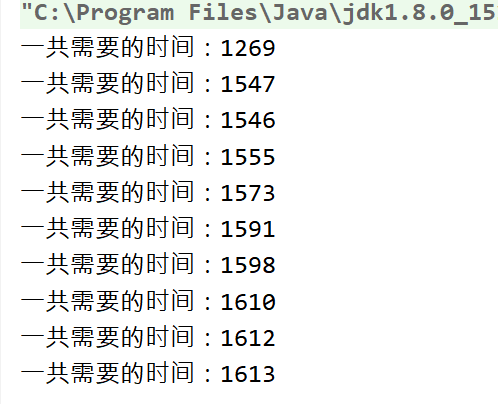 "C:\Program Files\Java\jdk1.8.0_15
一共需要的时间：1269
一共需要的时间：1547
一共需要的时间：1546
一共需要的时间：1555
一共需要的时间：1573
一共需要的时间：1591
一共需要的时间：1598
一共需要的时间：1610
一共需要的时间：1612
一共需要的时间：1613